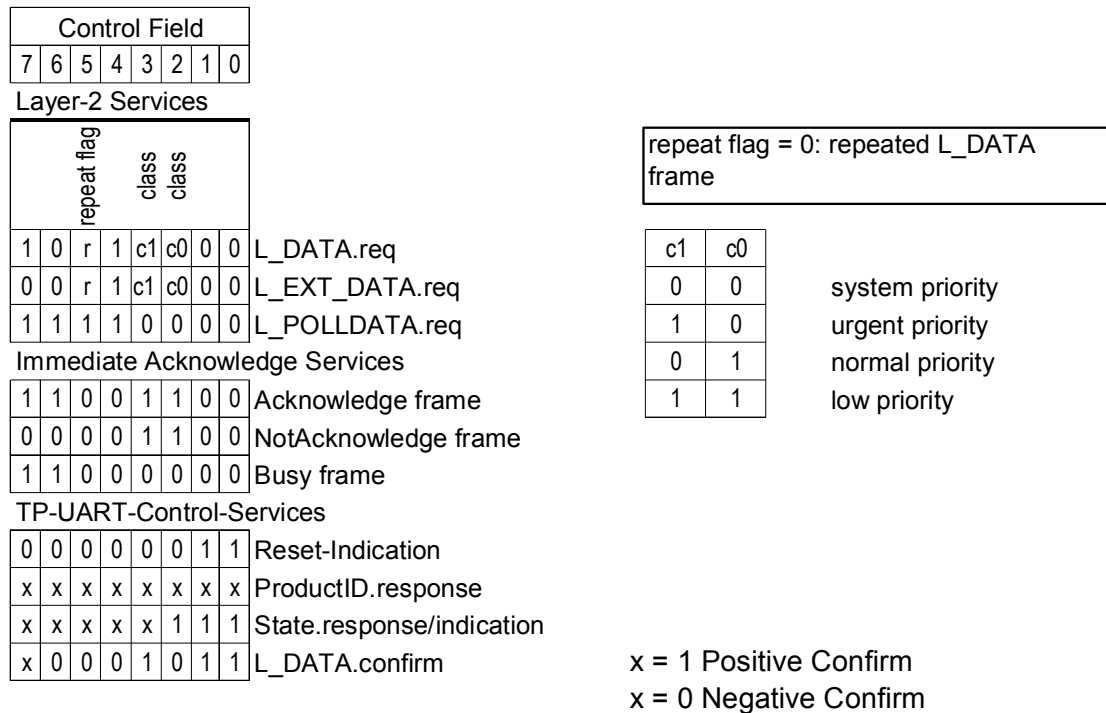 Control Field
7 6 5 4 3 2 1 0
Layer-2 Services
repeat flag class class
1 0 r 1 c1 c0 0 0 L_DATA.req
0 0 r 1 c1 c0 0 0 L_EXT_DATA.req
1 1 1 1 0 0 0 0 L_POLLDATA.req
Immediate Acknowledge Services
1 1 0 0 1 1 0 0 Acknowledge frame
0 0 0 0 1 1 0 0 NotAcknowledge frame
1 1 0 0 0 0 0 0 Busy frame
TP-UART-Control-Services
0 0 0 0 0 0 1 1 Reset-Indication
x x x x x x x x ProductID.response
x x x x x 1 1 1 State.response/indication
x 0 0 0 1 0 1 1 L_DATA.confirm
repeat flag = 0: repeated L_DATA
frame
c1 c0
0 0 system priority
1 0 urgent priority
0 1 normal priority
1 1 low priority
x = 1 Positive Confirm
x = 0 Negative Confirm